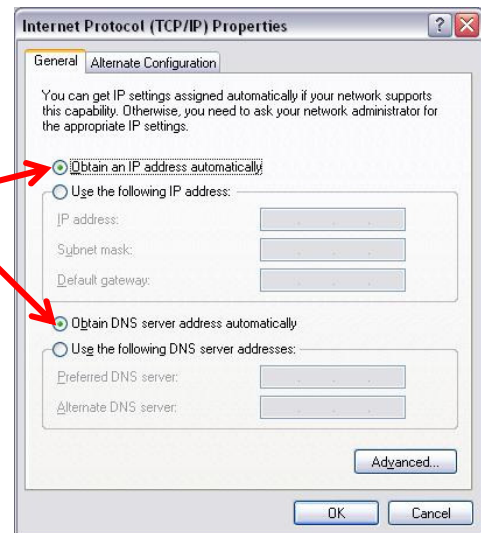 Internet Protocol (TCP/IP) Properties
General
Alternate Configuration
You can get IP settings assigned automatically if your network supports
this capability. Otherwise, you need to ask your network administrator for
the appropriate IP settings.
Obtain an IP address automatically
Use the following IP address:
IP address:
Subnet mask:
Default gateway:
Obtain DNS server address automatically
Use the following DNS server addresses:
Preferred DNS server:
Alternate DNS server:
Advanced...
OK
Cancel